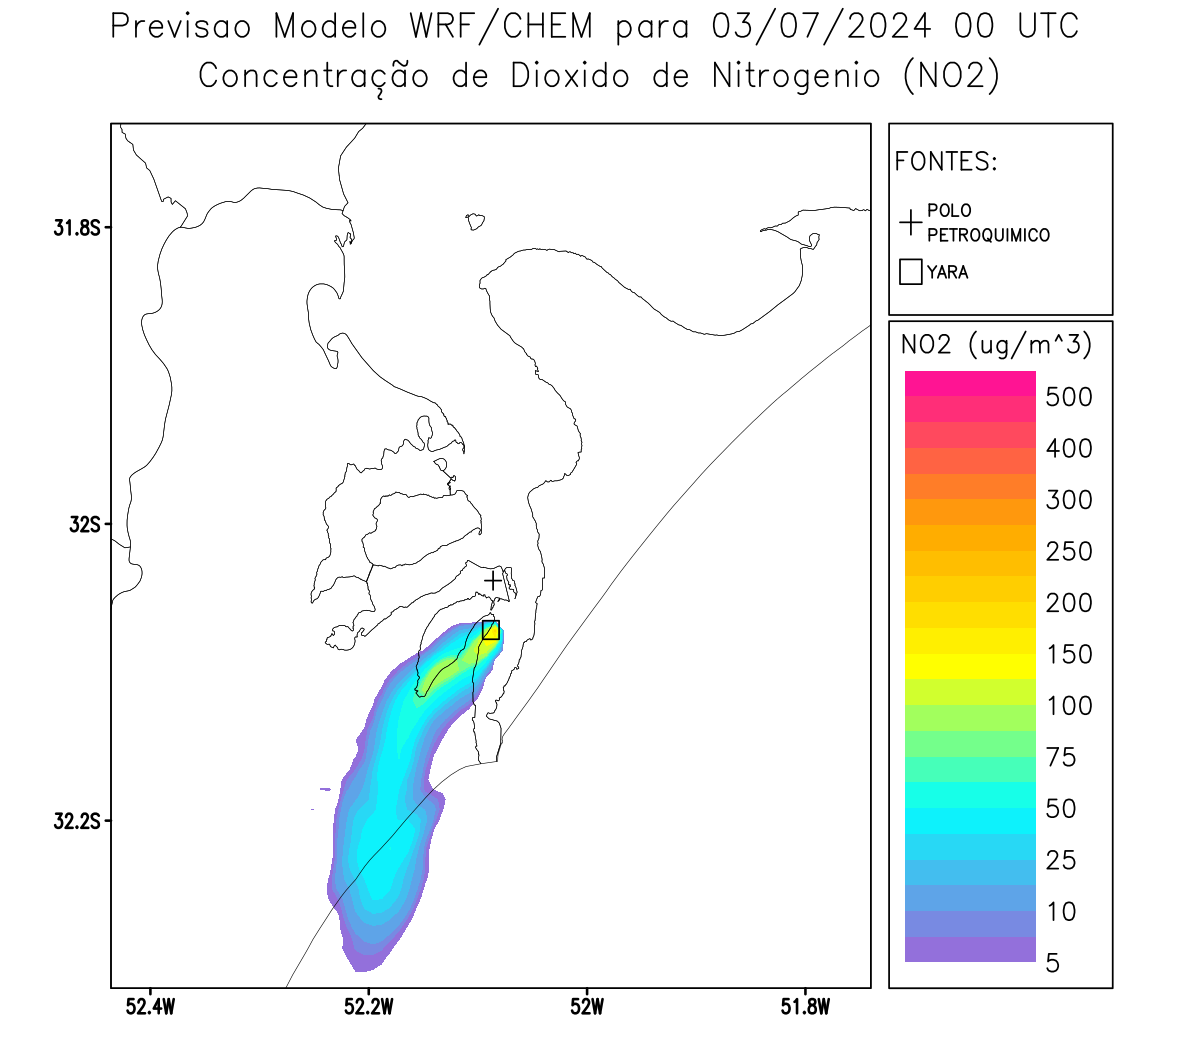 Previsao Modelo WRF/CHEM para 03/07/2024 00 UTC
Concentração de Dioxido de Nitrogenio (NO2)
FONTES:
POLO
PETROQUIMICO
YARA
NO2 (ug/m^3)
500
400
300
250
200
150
100
75
50
25
10
5
31.8S
32S
32.2S
52.4W
52.2W
52W
51.8W